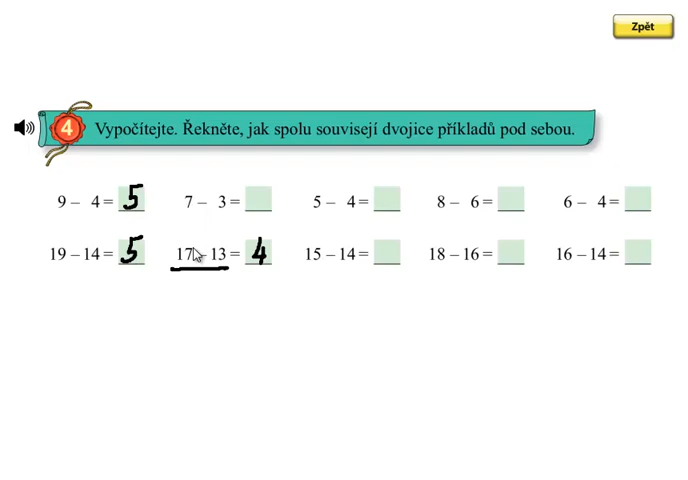 Zpět
4 Vypočítejte. Řekněte, jak spolu souvisejí dvojice příkladů pod sebou.
9 – 4 = 5 7 – 3 = 5 – 4 = 8 – 6 = 6 – 4 =
19 – 14 = 5 17 – 13 = 4 15 – 14 = 18 – 16 = 16 – 14 =